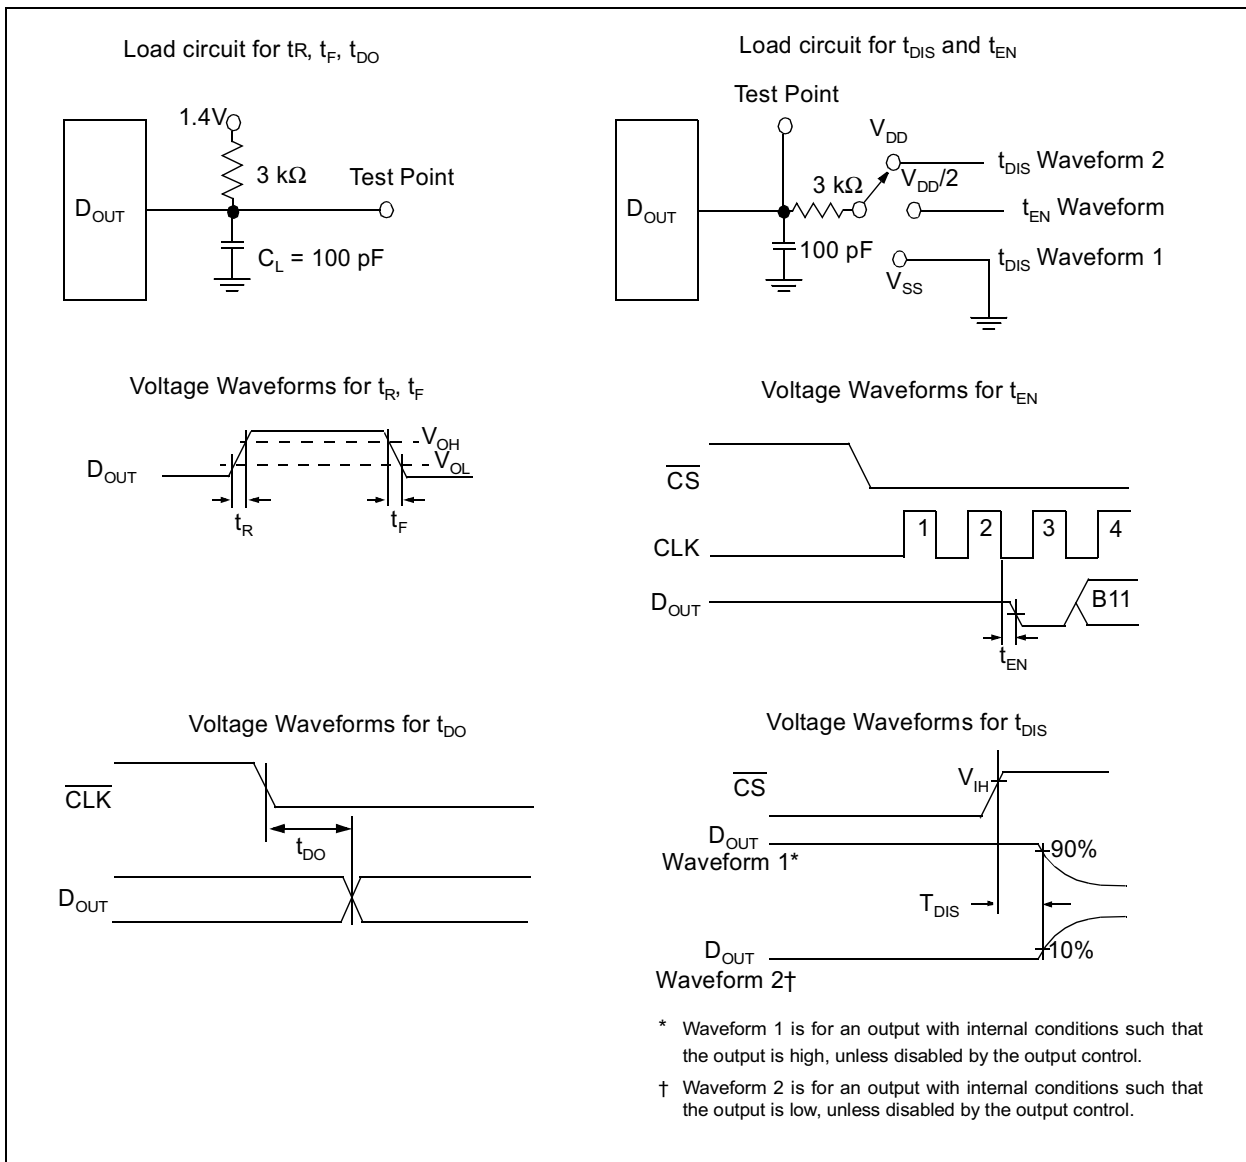 Load circuit for tR, tF, tDO
1.4V
3 kΩ
Test Point
DOUT
CL = 100 pF
Load circuit for tDIS and tEN
Test Point
VDD
tDIS Waveform 2
VDD/2
3 kΩ
DOUT
tEN Waveform
100 pF
tDIS Waveform 1
VSS
Voltage Waveforms for tR, tF
VOH
VOL
DOUT
tR
tF
Voltage Waveforms for tEN
CS
1 2 3 4
CLK
DOUT
B11
tEN
Voltage Waveforms for tDO
CLK
tDO
DOUT
Voltage Waveforms for tDIS
VIH
CS
DOUT
Waveform 1*
90%
TDIS
DOUT
10%
Waveform 2†
* Waveform 1 is for an output with internal conditions such that
the output is high, unless disabled by the output control.
† Waveform 2 is for an output with internal conditions such that
the output is low, unless disabled by the output control.